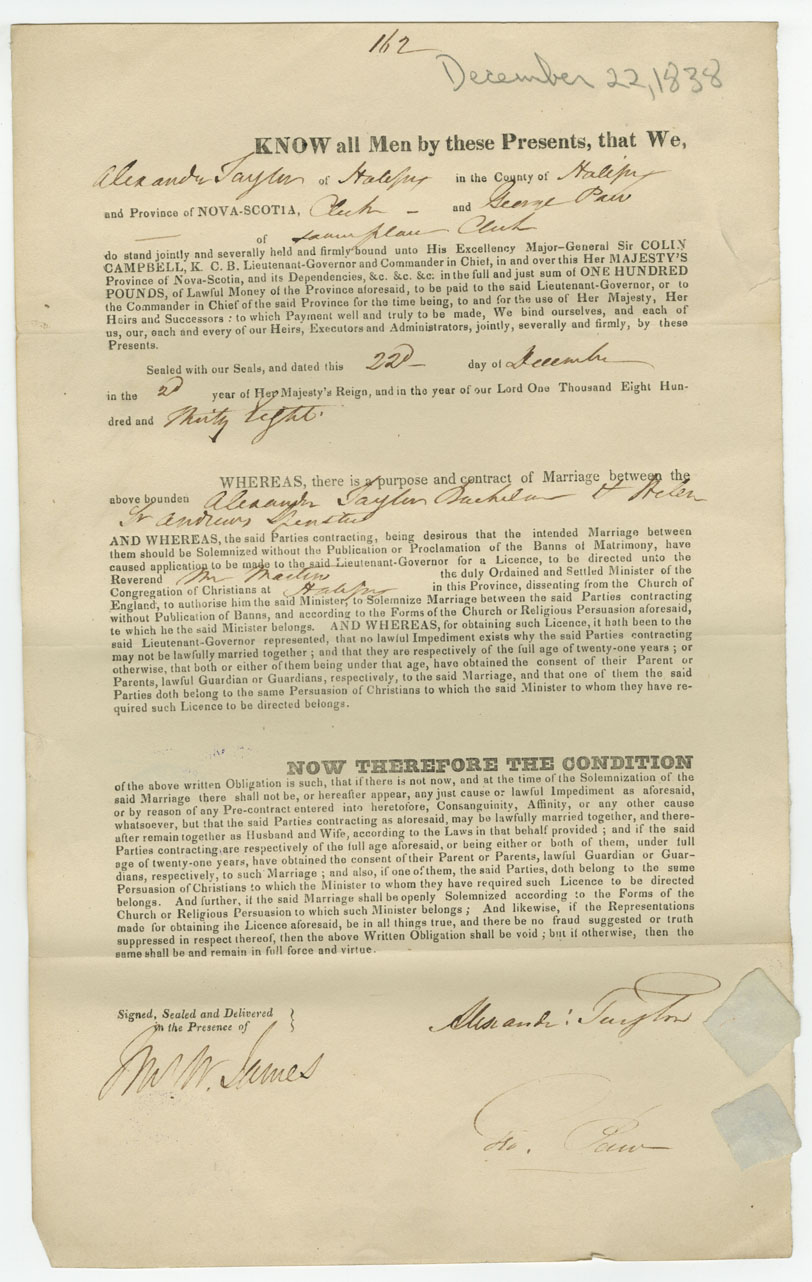 162
December 22, 1838
KNOW all Men by these Presents, that We,
Alexander Taylor of Halifax in the County of Halifax
and Province of NOVA-SCOTIA, Clerk – and George Paw
— of same place Clerk
do stand jointly and severally held and firmly bound unto His Excellency Major-General Sir COLIN
CAMPBELL, K. C. B. Lieutenant-Governor and Commander in Chief, in and over this Her MAJESTY'S
Province of Nova-Scotia, and its Dependencies, &c. &c. &c. in the full and just sum of ONE HUNDRED
POUNDS, of Lawful Money of the Province aforesaid, to be paid to the said Lieutenant-Governor, or to
the Commander in Chief of the said Province for the time being, to and for the use of Her Majesty, Her
Heirs and Successors : to which Payment well and truly to be made, We bind ourselves, and each of
us, our, each and every of our Heirs, Executors and Administrators, jointly, severally and firmly, by these
Presents.
Sealed with our Seals, and dated this 22d – day of December
in the 2d year of Her Majesty's Reign, and in the year of our Lord One Thousand Eight Hun-
dred and Thirty Eight.
WHEREAS, there is a purpose and contract of Marriage between the
above bounden Alexander Taylor Bachelor & Helen
St Andrews Spinster
AND WHEREAS, the said Parties contracting, being desirous that the intended Marriage between
them should be Solemnized without the Publication or Proclamation of the Banns of Matrimony, have
caused application to be made to the said Lieutenant-Governor for a Licence, to be directed unto the
Reverend Mr Martin the duly Ordained and Settled Minister of the
Congregation of Christians at Halifax in this Province, dissenting from the Church of
England, to authorise him the said Minister, to Solemnize Marriage between the said Parties contracting
without Publication of Banns, and according to the Forms of the Church or Religious Persuasion aforesaid,
te which he the said Minister belongs. AND WHEREAS, for obtaining such Licence, it hath been to the
said Lieutenant-Governor represented, that no lawful Impediment exists why the said Parties contracting
may not be lawfully married together ; and that they are respectively of the full age of twenty-one years ; or
otherwise, that both or either of them being under that age, have obtained the consent of their Parent or
Parents, lawful Guardian or Guardians, respectively, to the said Marriage, and that one of them the said
Parties doth belong to the same Persuasion of Christians to which the said Minister to whom they have re-
quired such Licence to be directed belongs.
NOW THEREFORE THE CONDITION
of the above written Obligation is such, that if there is not now, and at the time of the Solemnization of the
said Marriage there shall not be, or hereafter appear, any just cause or lawful Impediment as aforesaid,
or by reason of any Pre-contract entered into heretofore, Consanguinity, Affinity, or any other cause
whatsoever, but that the said Parties contracting as aforesaid, may be lawfully married together, and there-
after remain together as Husband and Wife, according to the Laws in that behalf provided ; and if the said
Parties contracting, are respectively of the full age aforesaid, or being either or both of them, under full
age of twenty-one years, have obtained the consent of their Parent or Parents, lawful Guardian or Guar-
dians, respectively, to such Marriage ; and also, if one of them, the said Parties, doth belong to the same
Persuasion of Christians to which the Minister to whom they have required such Licence to be directed
belongs. And further, if the said Marriage shall be openly Solemnized according to the Forms of the
Church or Religious Persuasion to which such Minister belongs ; And likewise, if the Representations
made for obtaining the Licence aforesaid, be in all things true, and there be no fraud suggested or truth
suppressed in respect thereof, then the above Written Obligation shall be void ; but if otherwise, then the
same shall be and remain in full force and virtue.
Signed, Sealed and Delivered
in the Presence of
Alexandr: Taylor
W. James
Geo. Paw